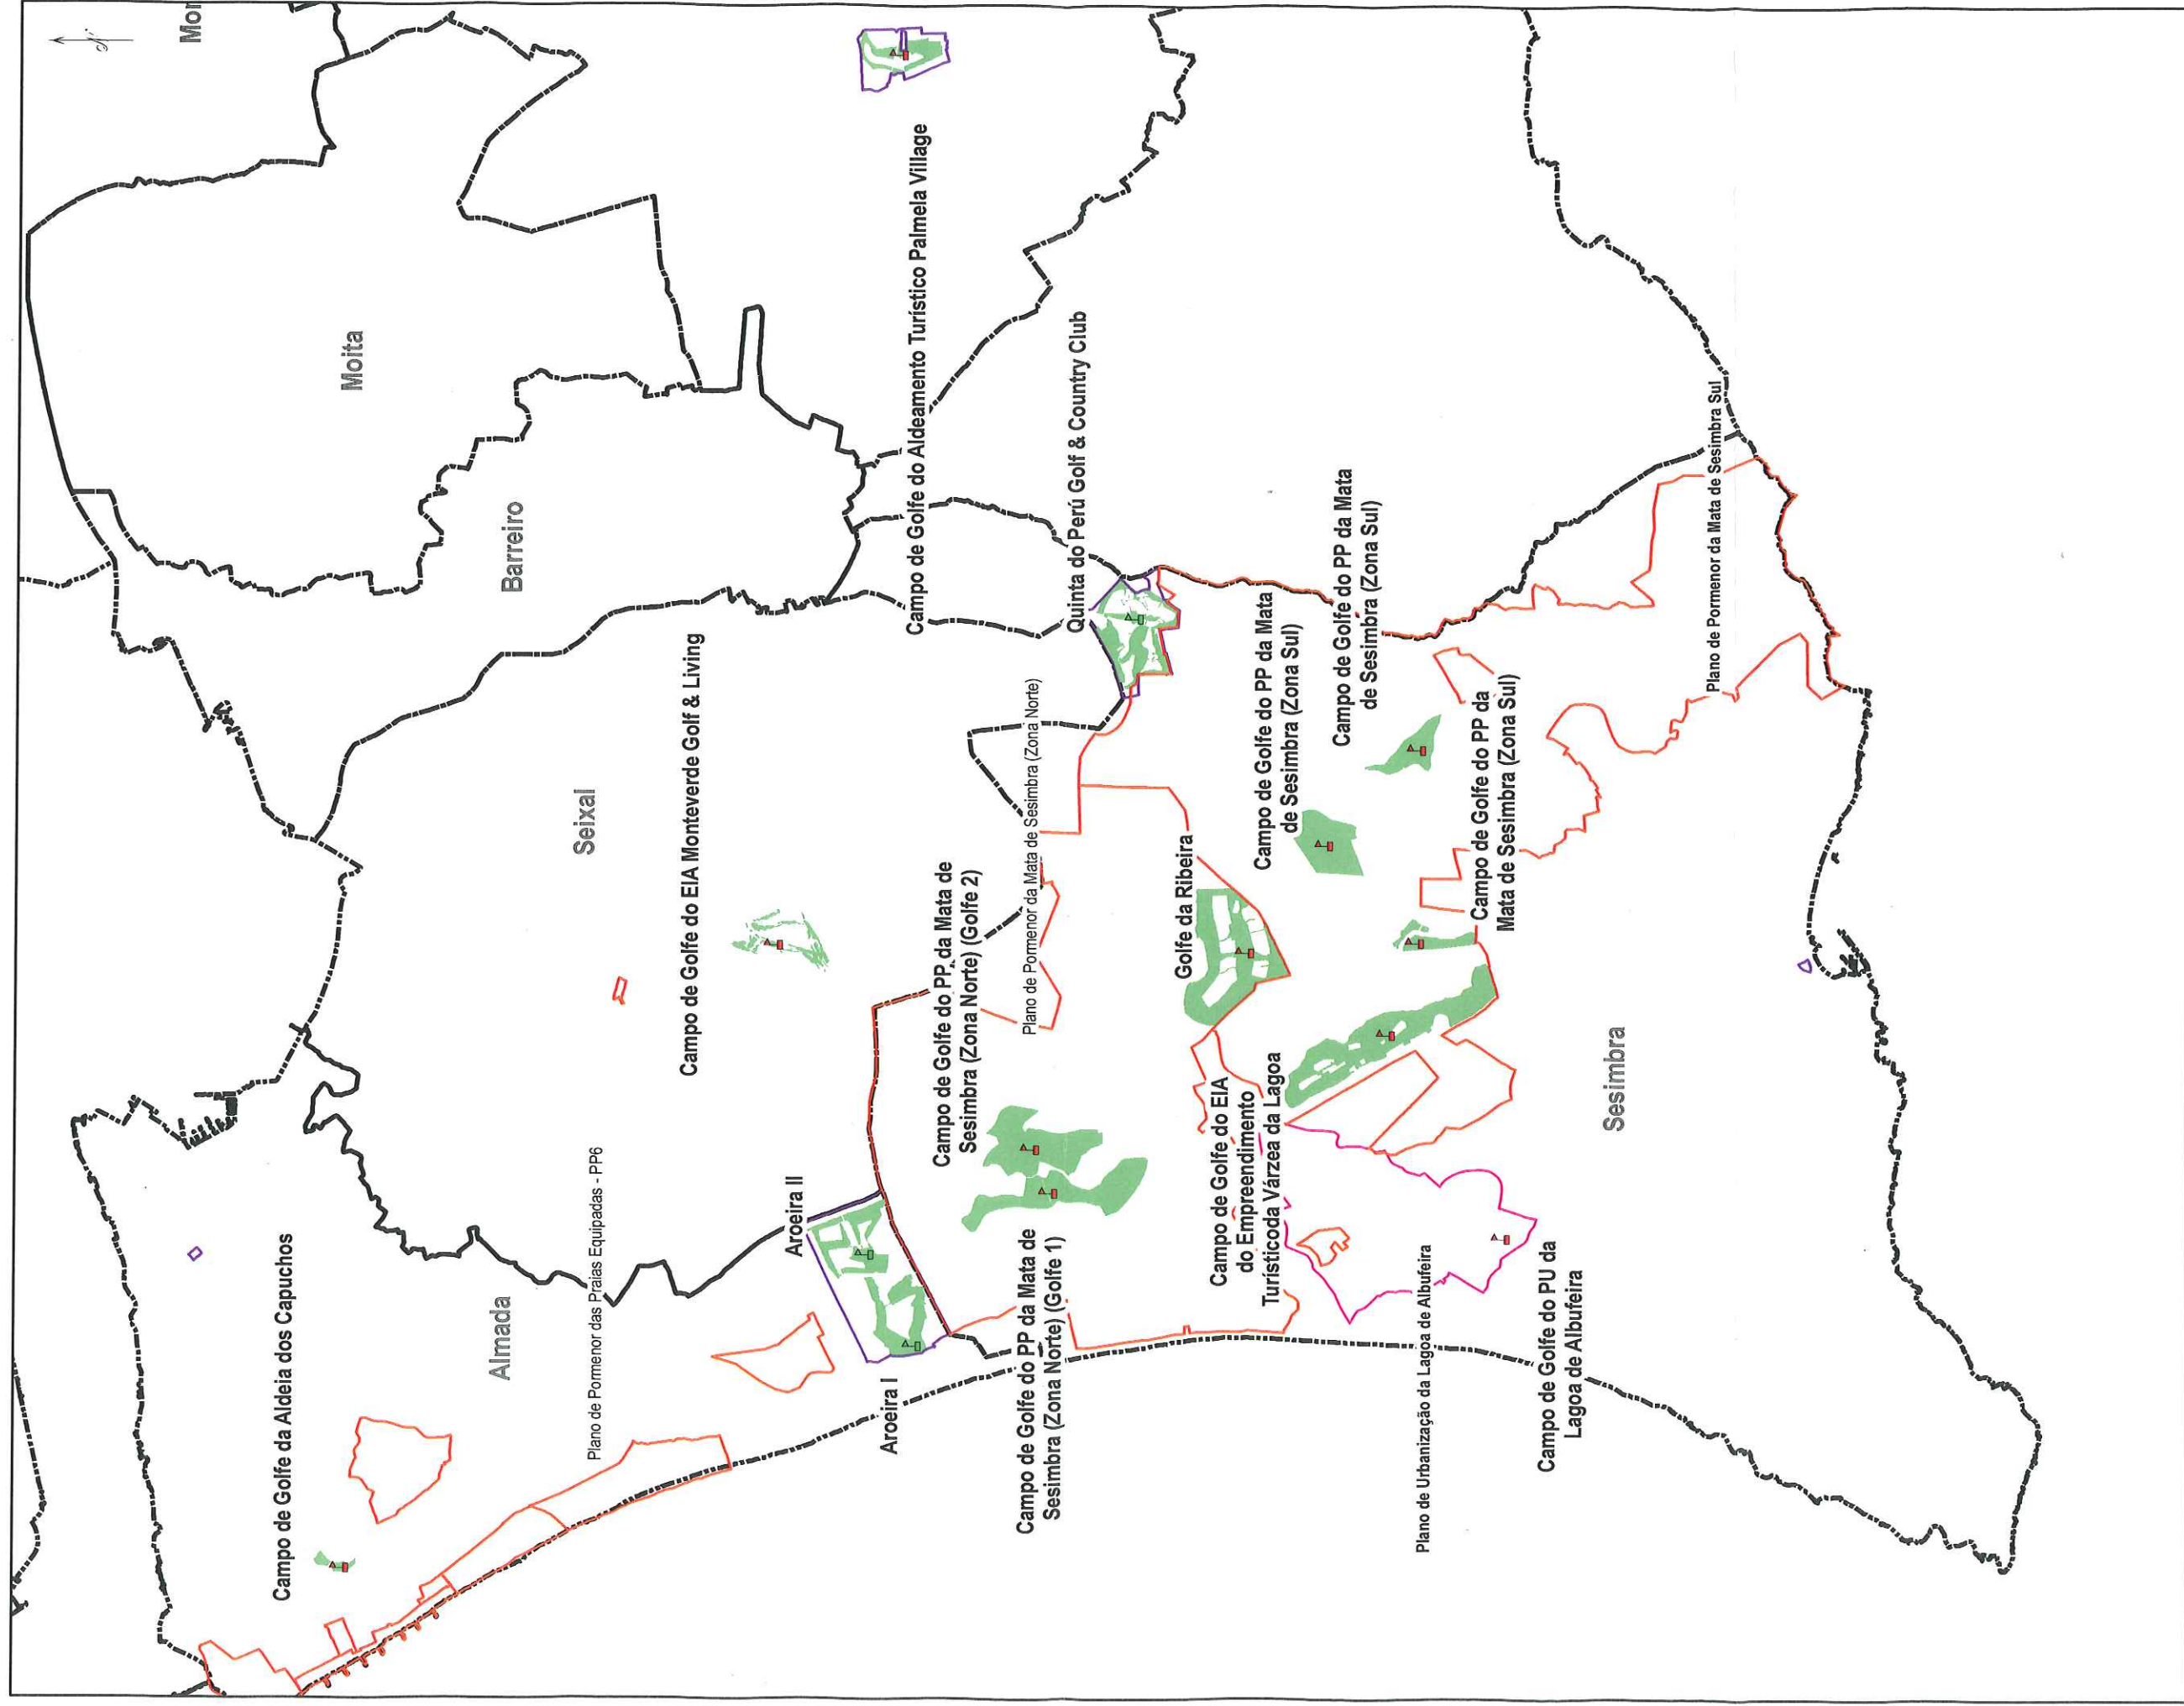 N
Mon
Moita
Barreiro
Seixal
Almada
Sesimbra
Campo de Golfe da Aldeia dos Capuchos
Plano de Pormenor das Praias Equipadas - PP6
Campo de Golfe do EIA Monteverde Golf & Living
Aroeira II
Aroeira I
Campo de Golfe do Aldeamento Turístico Palmela Village
Campo de Golfe do PP da Mata de
Sesimbra (Zona Norte) (Golfe 2)
Campo de Golfe do PP da Mata de
Sesimbra (Zona Norte) (Golfe 1)
Plano de Pormenor da Mata de Sesimbra (Zona Norte)
Quinta do Perú Golf & Country Club
Golfe da Ribeira
Campo de Golfe do EIA
do Empreendimento
Turísticoda Várzea da Lagoa
Campo de Golfe do PP da Mata
de Sesimbra (Zona Sul)
Campo de Golfe do PP da Mata
de Sesimbra (Zona Sul)
Campo de Golfe do PP da
Mata de Sesimbra (Zona Sul)
Plano de Urbanização da Lagoa de Albufeira
Campo de Golfe do PU da
Lagoa de Albufeira
Plano de Pormenor da Mata de Sesimbra Sul